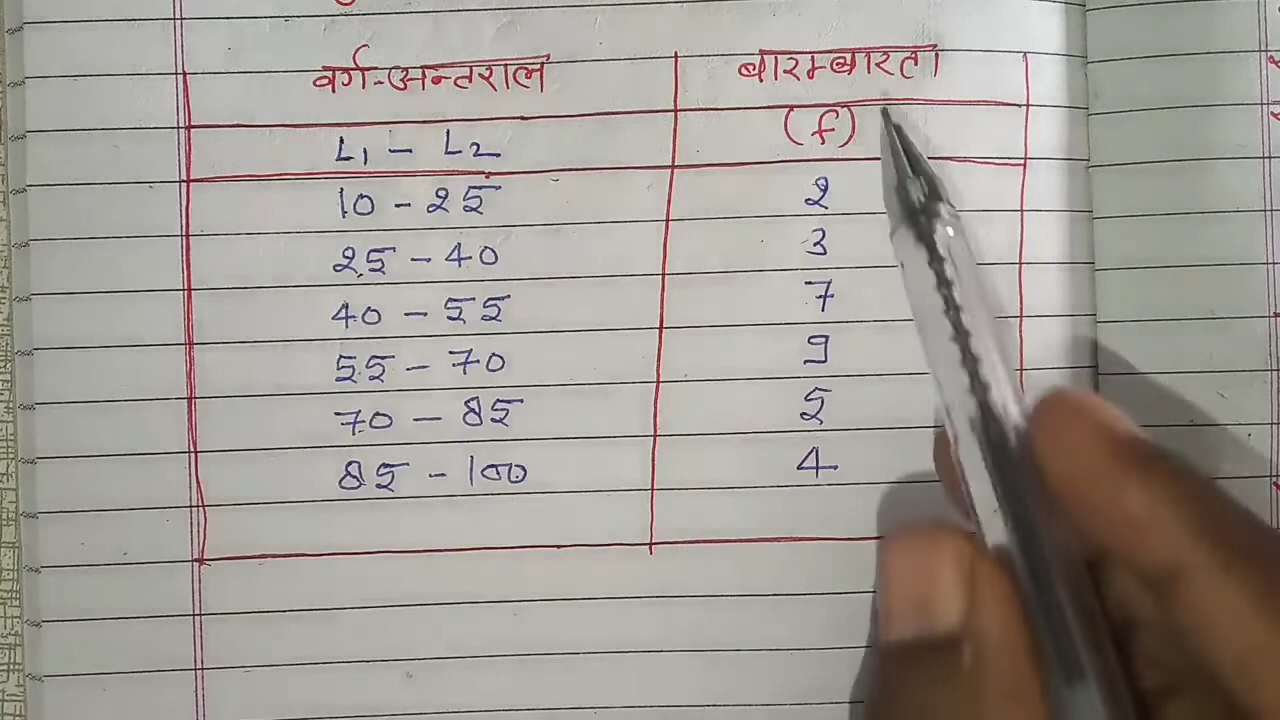 वर्ग-अन्तराल बारम्बारता
L₁ - L₂ (f)
10 - 25 2
25 - 40 3
40 - 55 7
55 - 70 9
70 - 85 5
85 - 100 4